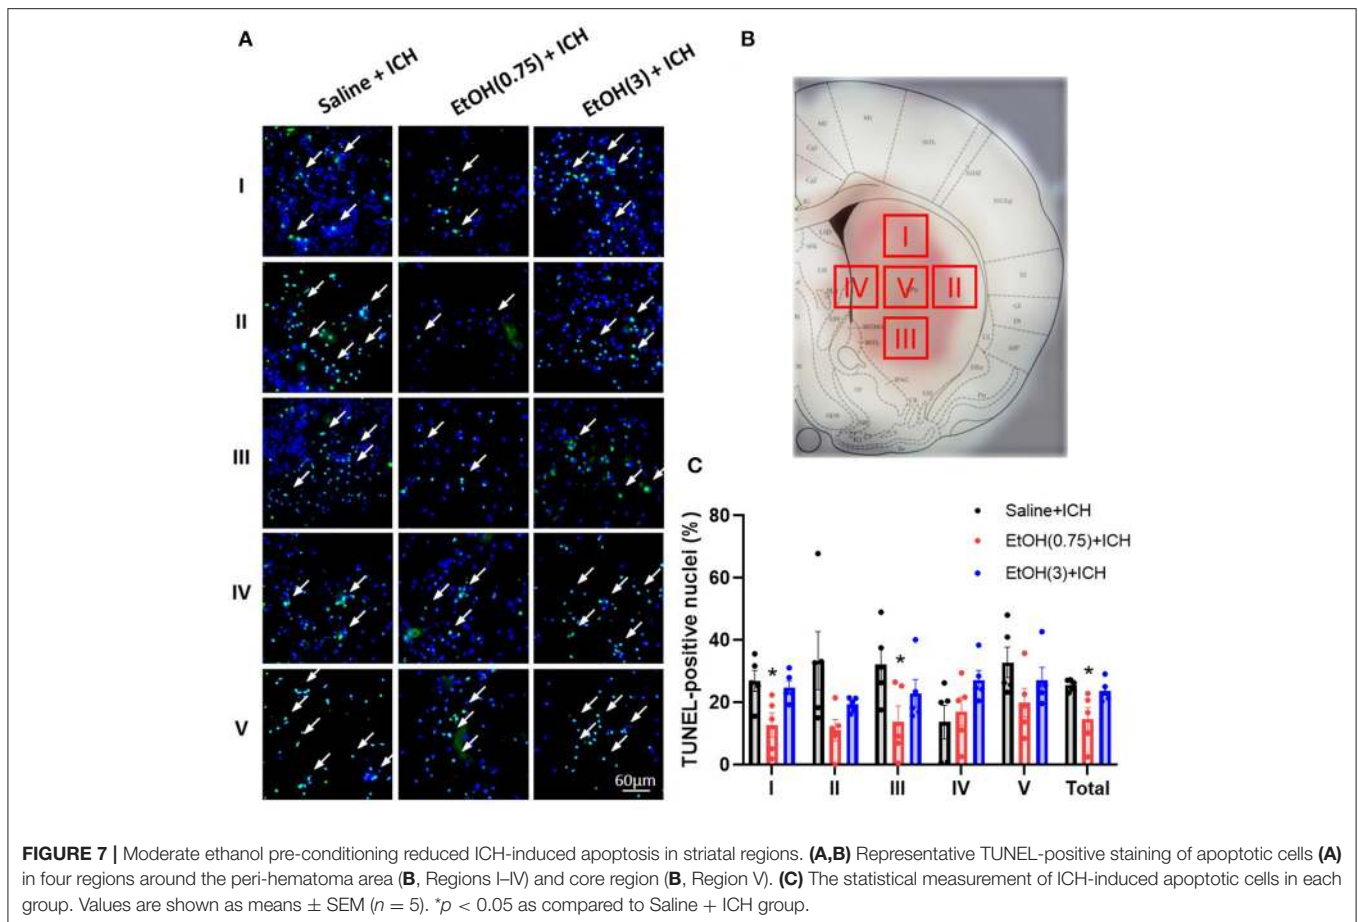 A
Saline + ICH
EtOH(0.75)+ ICH
EtOH(3)+ ICH
I
II
III
IV
V
60µm
B
I
IV V II
III
C
TUNEL-positive nuclei (%)
80
60
40
20
0
Saline+ICH
EtOH(0.75)+ICH
EtOH(3)+ICH
*
*
*
I II III IV V Total
FIGURE 7 | Moderate ethanol pre-conditioning reduced ICH-induced apoptosis in striatal regions. (A,B) Representative TUNEL-positive staining of apoptotic cells (A)
in four regions around the peri-hematoma area (B, Regions I–IV) and core region (B, Region V). (C) The statistical measurement of ICH-induced apoptotic cells in each
group. Values are shown as means ± SEM (n = 5). *p < 0.05 as compared to Saline + ICH group.